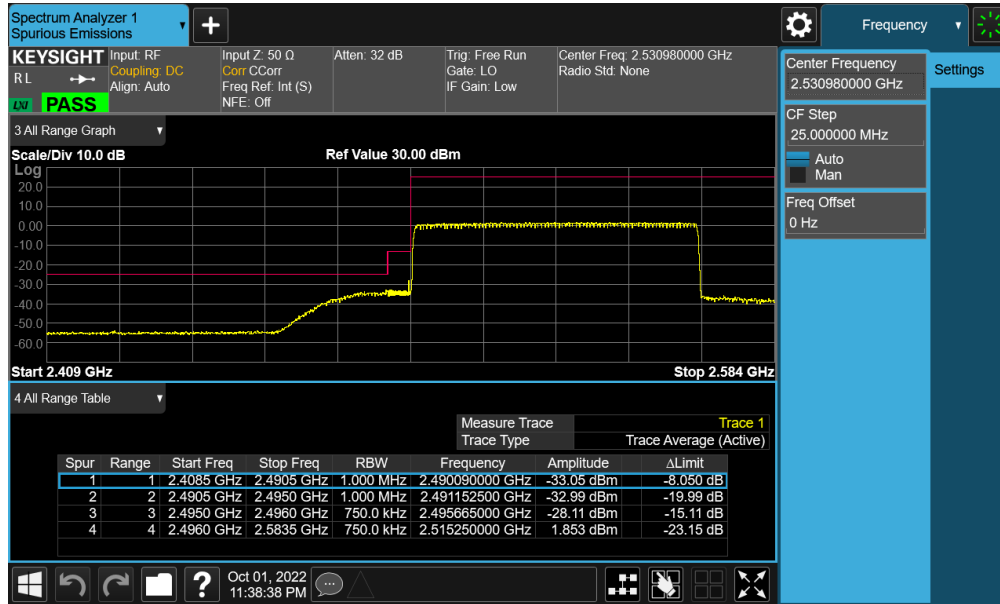 Spectrum Analyzer 1
Spurious Emissions
Frequency
KEYSIGHT
R L
LXI
PASS
Input: RF
Coupling: DC
Align: Auto
Input Z: 50 Ω
Corr CCorr
Freq Ref: Int (S)
NFE: Off
Atten: 32 dB
Trig: Free Run
Gate: LO
IF Gain: Low
Center Freq: 2.530980000 GHz
Radio Std: None
Center Frequency
2.530980000 GHz
Settings
CF Step
25.000000 MHz
Auto
Man
Freq Offset
0 Hz
3 All Range Graph
Scale/Div 10.0 dB
Ref Value 30.00 dBm
Log
20.0
10.0
0.00
-10.0
-20.0
-30.0
-40.0
-50.0
-60.0
Start 2.409 GHz
Stop 2.584 GHz
4 All Range Table
Measure Trace Trace 1
Trace Type Trace Average (Active)
Spur Range Start Freq Stop Freq RBW Frequency Amplitude ΔLimit
1 1 2.4085 GHz 2.4905 GHz 1.000 MHz 2.490090000 GHz -33.05 dBm -8.050 dB
2 2 2.4905 GHz 2.4950 GHz 1.000 MHz 2.491152500 GHz -32.99 dBm -19.99 dB
3 3 2.4950 GHz 2.4960 GHz 750.0 kHz 2.495665000 GHz -28.11 dBm -15.11 dB
4 4 2.4960 GHz 2.5835 GHz 750.0 kHz 2.515250000 GHz 1.853 dBm -23.15 dB
?
Oct 01, 2022
11:38:38 PM